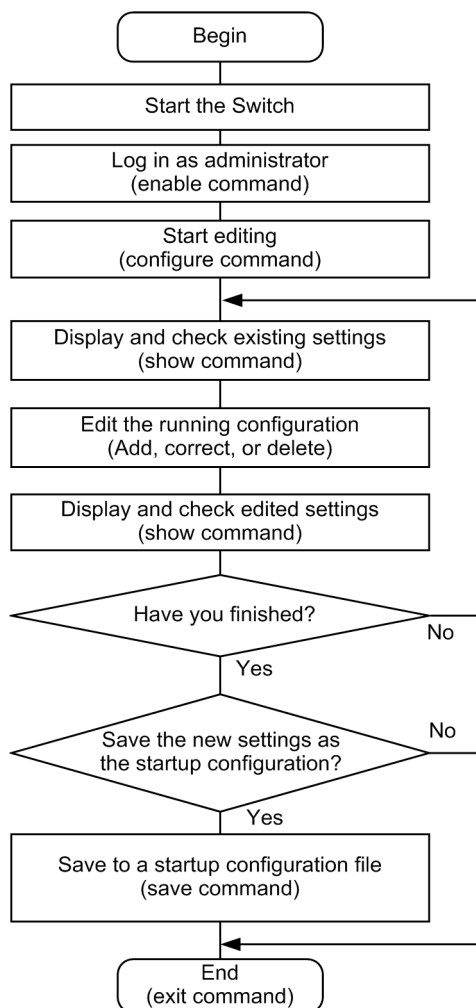 Begin
Start the Switch
Log in as administrator
(enable command)
Start editing
(configure command)
Display and check existing settings
(show command)
Edit the running configuration
(Add, correct, or delete)
Display and check edited settings
(show command)
Have you finished?
No
Yes
Save the new settings as
the startup configuration?
No
Yes
Save to a startup configuration file
(save command)
End
(exit command)